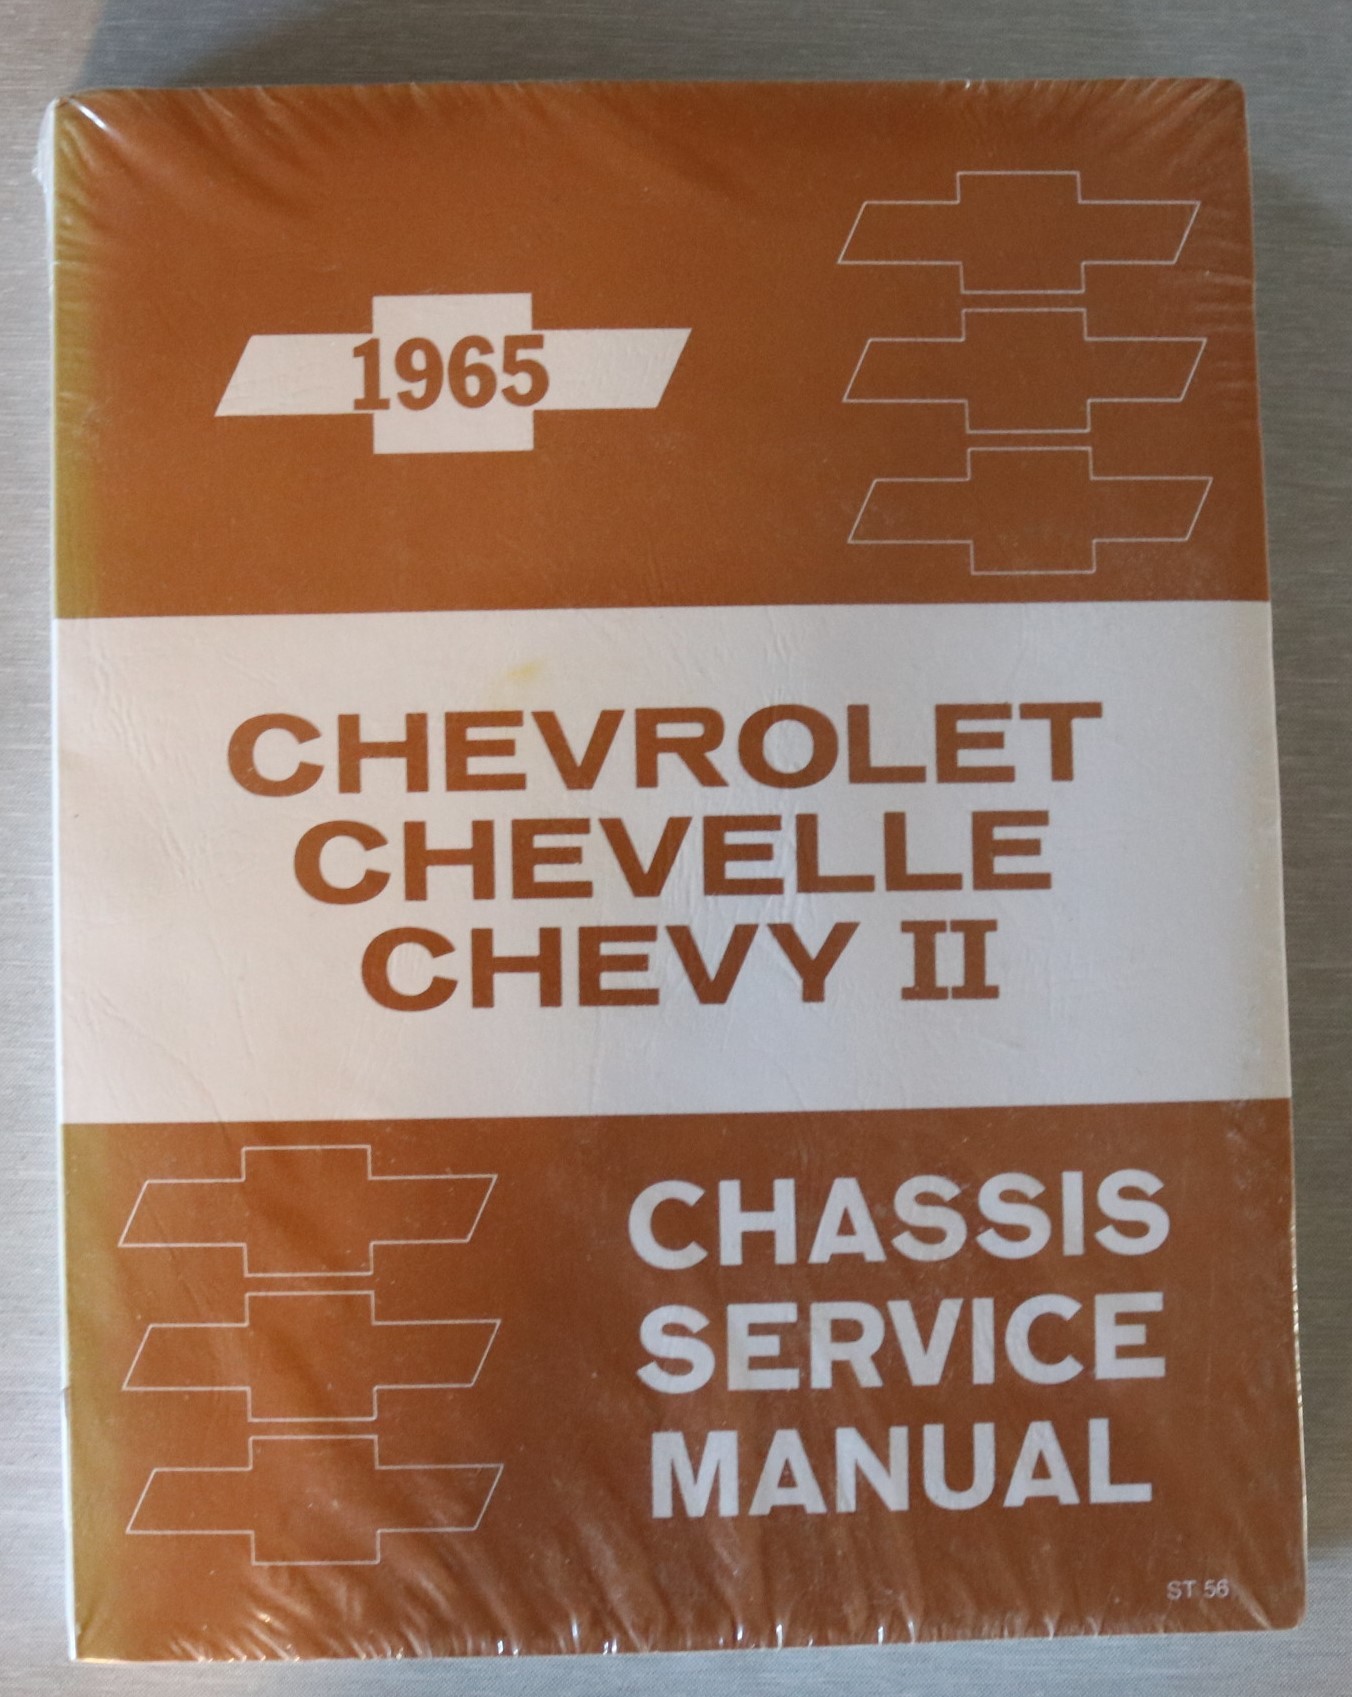 1965
CHEVROLET
CHEVELLE
CHEVY II
CHASSIS
SERVICE
MANUAL
ST 56